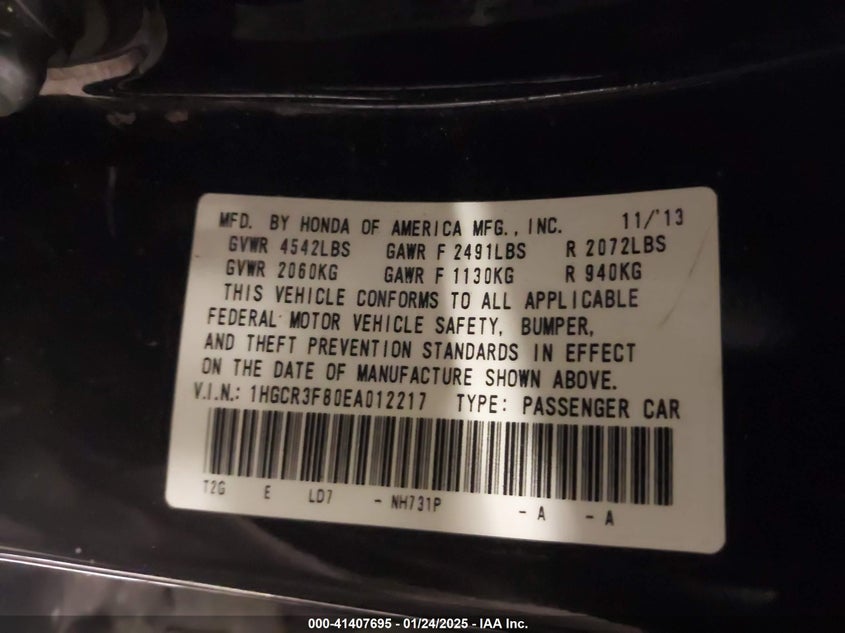 MFD. BY HONDA OF AMERICA MFG., INC. 11/'13
GVWR 4542LBS GAWR F 2491LBS R 2072LBS
GVWR 2060KG GAWR F 1130KG R 940KG
THIS VEHICLE CONFORMS TO ALL APPLICABLE
FEDERAL MOTOR VEHICLE SAFETY, BUMPER,
AND THEFT PREVENTION STANDARDS IN EFFECT
ON THE DATE OF MANUFACTURE SHOWN ABOVE.
V.I.N.: 1HGCR3F80EA012217 TYPE: PASSENGER CAR
T2G E LD7 - NH731P - A - A
000-41407695 - 01/24/2025 - IAA Inc.